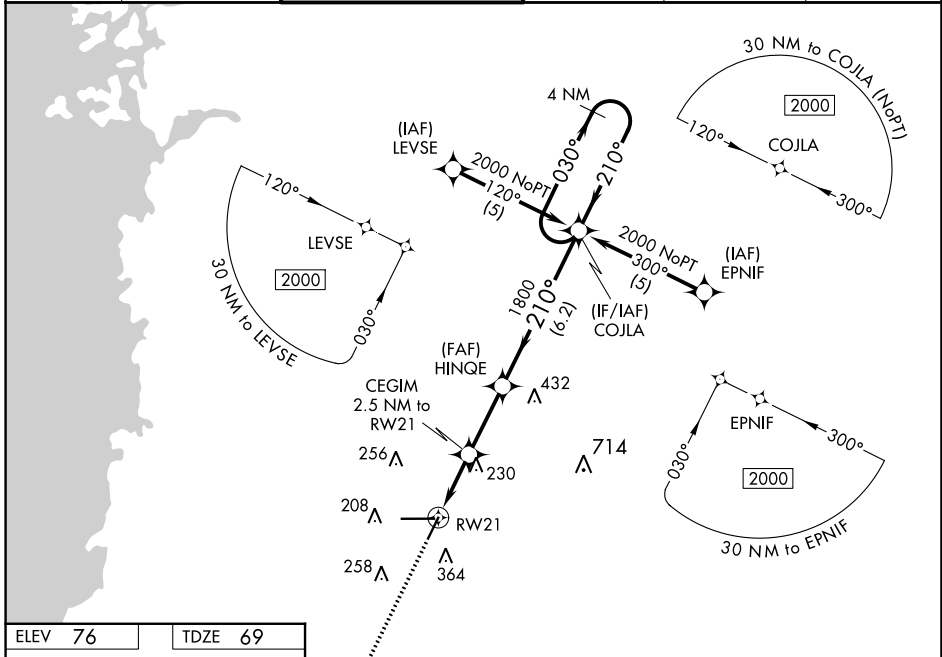 30 NM to COJLA (NoPT)
2000
120°
COJLA
300°
4 NM
030°
210°
(IAF)
LEVSE
2000 NoPT
120°
(5)
120°
LEVSE
2000
030°
30 NM to LEVSE
2000 NoPT
300°
(5)
(IAF)
EPNIF
(IF/IAF)
COJLA
1800
210°
(6.2)
(FAF)
HINQE
432
CEGIM
2.5 NM to
RW21
256
230
714
208
RW21
258
364
EPNIF
300°
030°
2000
30 NM to EPNIF
ELEV 76
TDZE 69